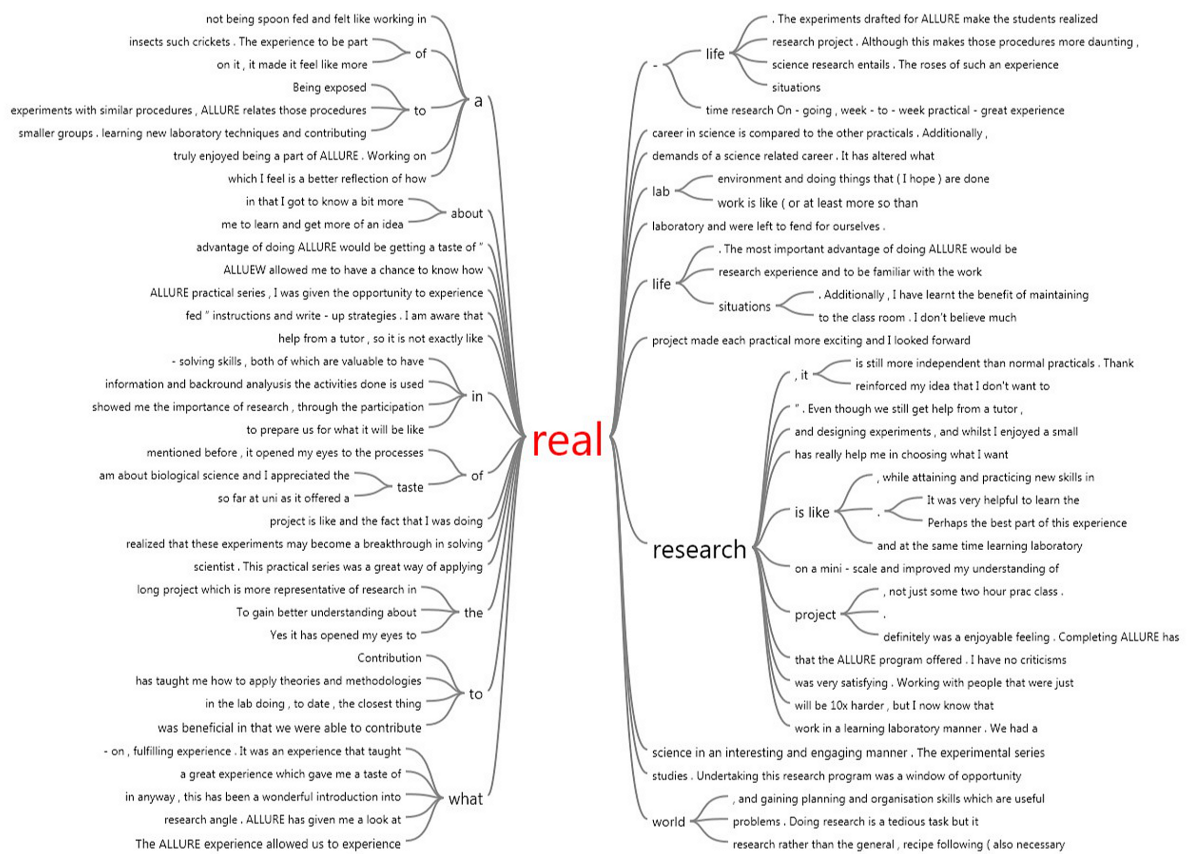 not being spoon fed and felt like working in
insects such crickets . The experience to be part
of
on it , it made it feel like more
Being exposed
experiments with similar procedures , ALLURE relates those procedures
to
a
smaller groups . learning new laboratory techniques and contributing
truly enjoyed being a part of ALLURE . Working on
which I feel is a better reflection of how
in that I got to know a bit more
about
me to learn and get more of an idea
advantage of doing ALLURE would be getting a taste of "
ALLUEW allowed me to have a chance to know how
ALLURE practical series , I was given the opportunity to experience
fed " instructions and write - up strategies . I am aware that
help from a tutor , so it is not exactly like
- solving skills , both of which are valuable to have
information and backround analyusis the activities done is used
in
showed me the importance of research , through the participation
to prepare us for what it will be like
mentioned before , it opened my eyes to the processes
of
am about biological science and I appreciated the
taste
so far at uni as it offered a
project is like and the fact that I was doing
realized that these experiments may become a breakthrough in solving
scientist . This practical series was a great way of applying
long project which is more representative of research in
To gain better understanding about
the
Yes it has opened my eyes to
Contribution
has taught me how to apply theories and methodologies
to
in the lab doing , to date , the closest thing
was beneficial in that we were able to contribute
- on , fulfilling experience . It was an experience that taught
a great experience which gave me a taste of
in anyway , this has been a wonderful introduction into
what
research angle . ALLURE has given me a look at
The ALLURE experience allowed us to experience
real
-
life
. The experiments drafted for ALLURE make the students realized
research project . Although this makes those procedures more daunting ,
science research entails . The roses of such an experience
situations
time research On - going , week - to - week practical - great experience
career in science is compared to the other practicals . Additionally ,
demands of a science related career . It has altered what
lab
environment and doing things that ( I hope ) are done
work is like ( or at least more so than
laboratory and were left to fend for ourselves .
life
. The most important advantage of doing ALLURE would be
research experience and to be familiar with the work
situations
. Additionally , I have learnt the benefit of maintaining
to the class room . I don't believe much
project made each practical more exciting and I looked forward
research
, it
is still more independent than normal practicals . Thank
reinforced my idea that I don't want to
" . Even though we still get help from a tutor ,
and designing experiments , and whilst I enjoyed a small
has really help me in choosing what I want
is like
, while attaining and practicing new skills in
.
It was very helpful to learn the
Perhaps the best part of this experience
and at the same time learning laboratory
on a mini - scale and improved my understanding of
project
, not just some two hour prac class .
.
definitely was a enjoyable feeling . Completing ALLURE has
that the ALLURE program offered . I have no criticisms
was very satisfying . Working with people that were just
will be 10x harder , but I now know that
work in a learning laboratory manner . We had a
science in an interesting and engaging manner . The experimental series
studies . Undertaking this research program was a window of opportunity
world
, and gaining planning and organisation skills which are useful
problems . Doing research is a tedious task but it
research rather than the general , recipe following ( also necessary